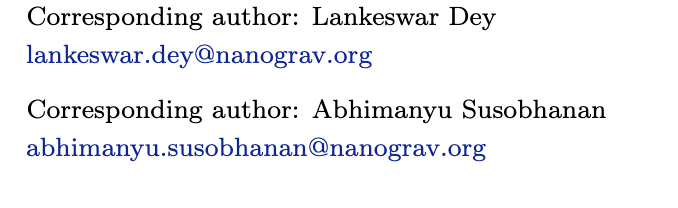 Corresponding author: Lankeswar Dey
lankeswar.dey@nanograv.org
Corresponding author: Abhimanyu Susobhanan
abhimanyu.susobhanan@nanograv.org